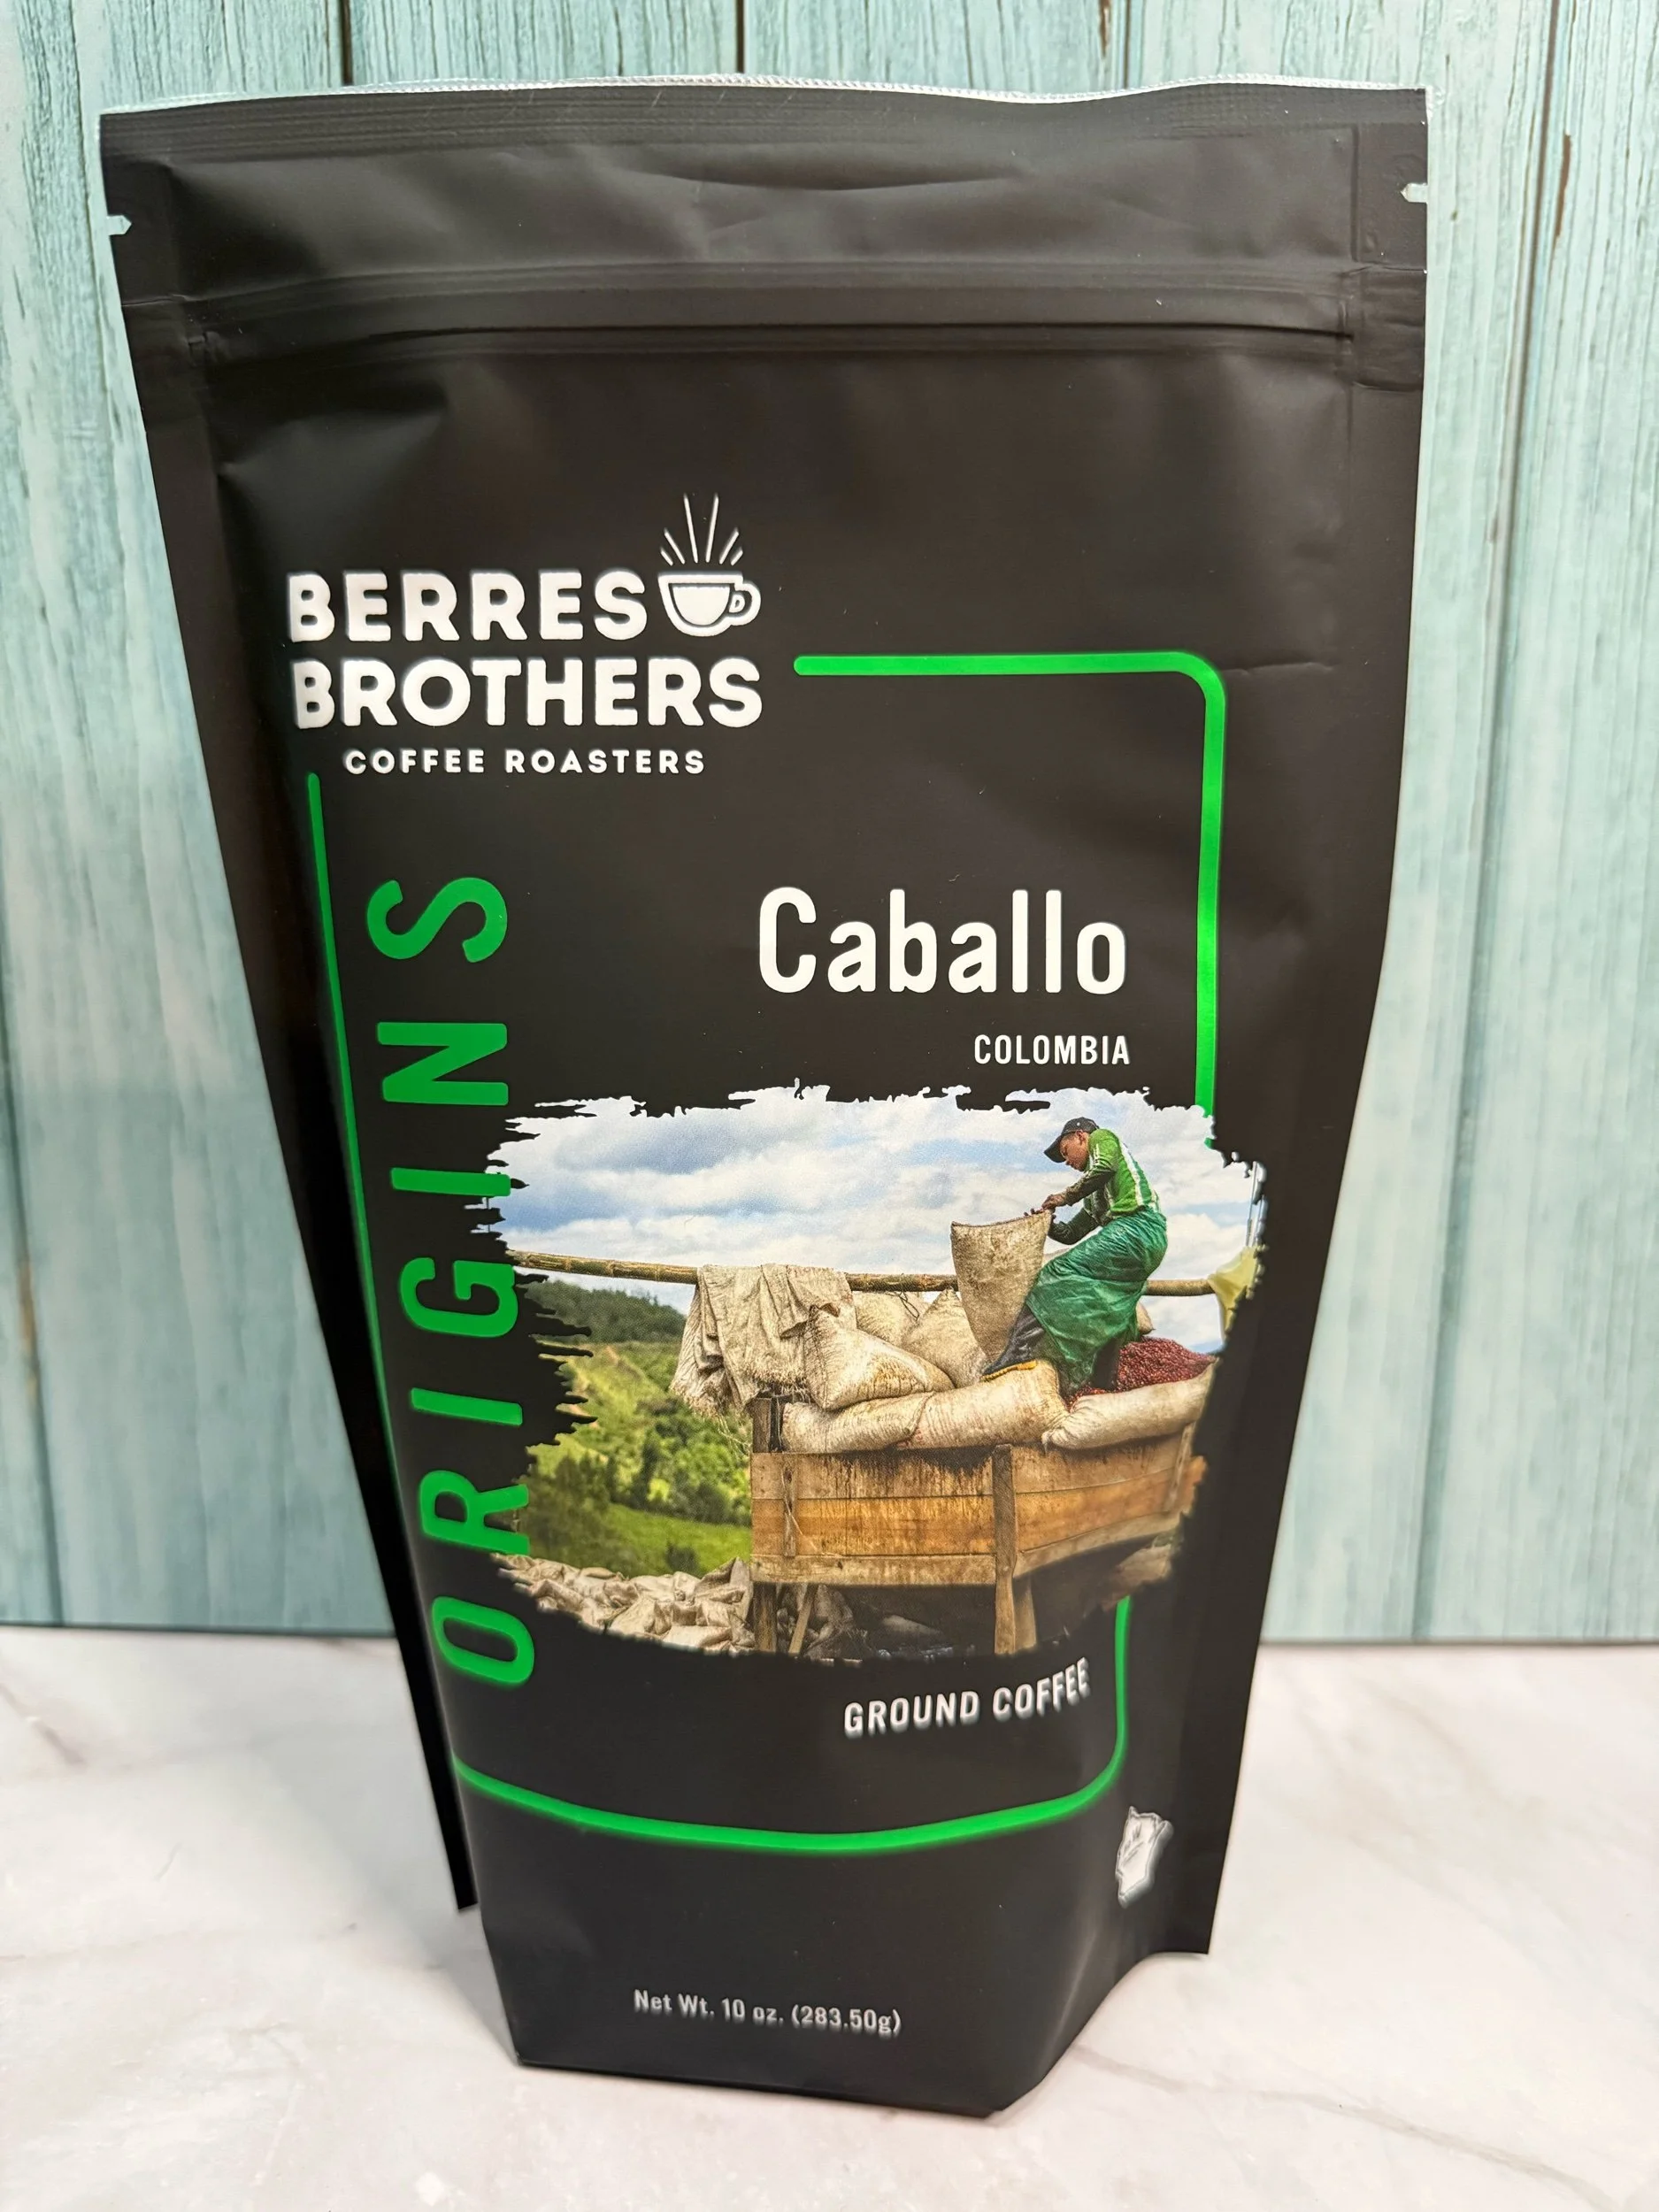 BERRES
BROTHERS
COFFEE ROASTERS
ORIGINS
Caballo
COLOMBIA
GROUND COFFEE
Net Wt. 10 oz. (283.50g)